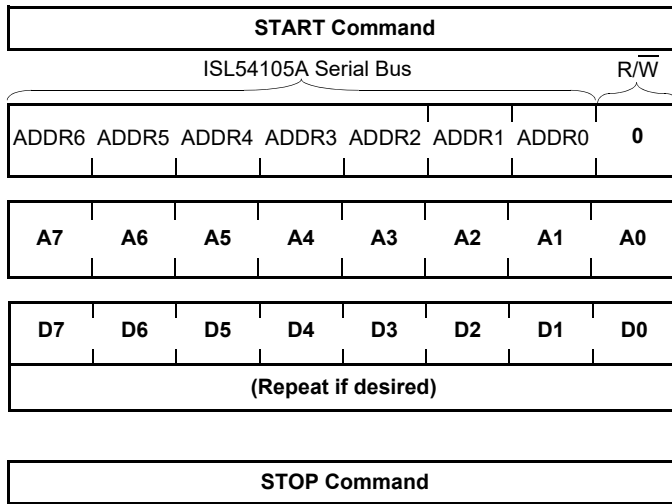 START Command
ISL54105A Serial Bus R/W̅
ADDR6 ADDR5 ADDR4 ADDR3 ADDR2 ADDR1 ADDR0 0
A7 A6 A5 A4 A3 A2 A1 A0
D7 D6 D5 D4 D3 D2 D1 D0
(Repeat if desired)
STOP Command